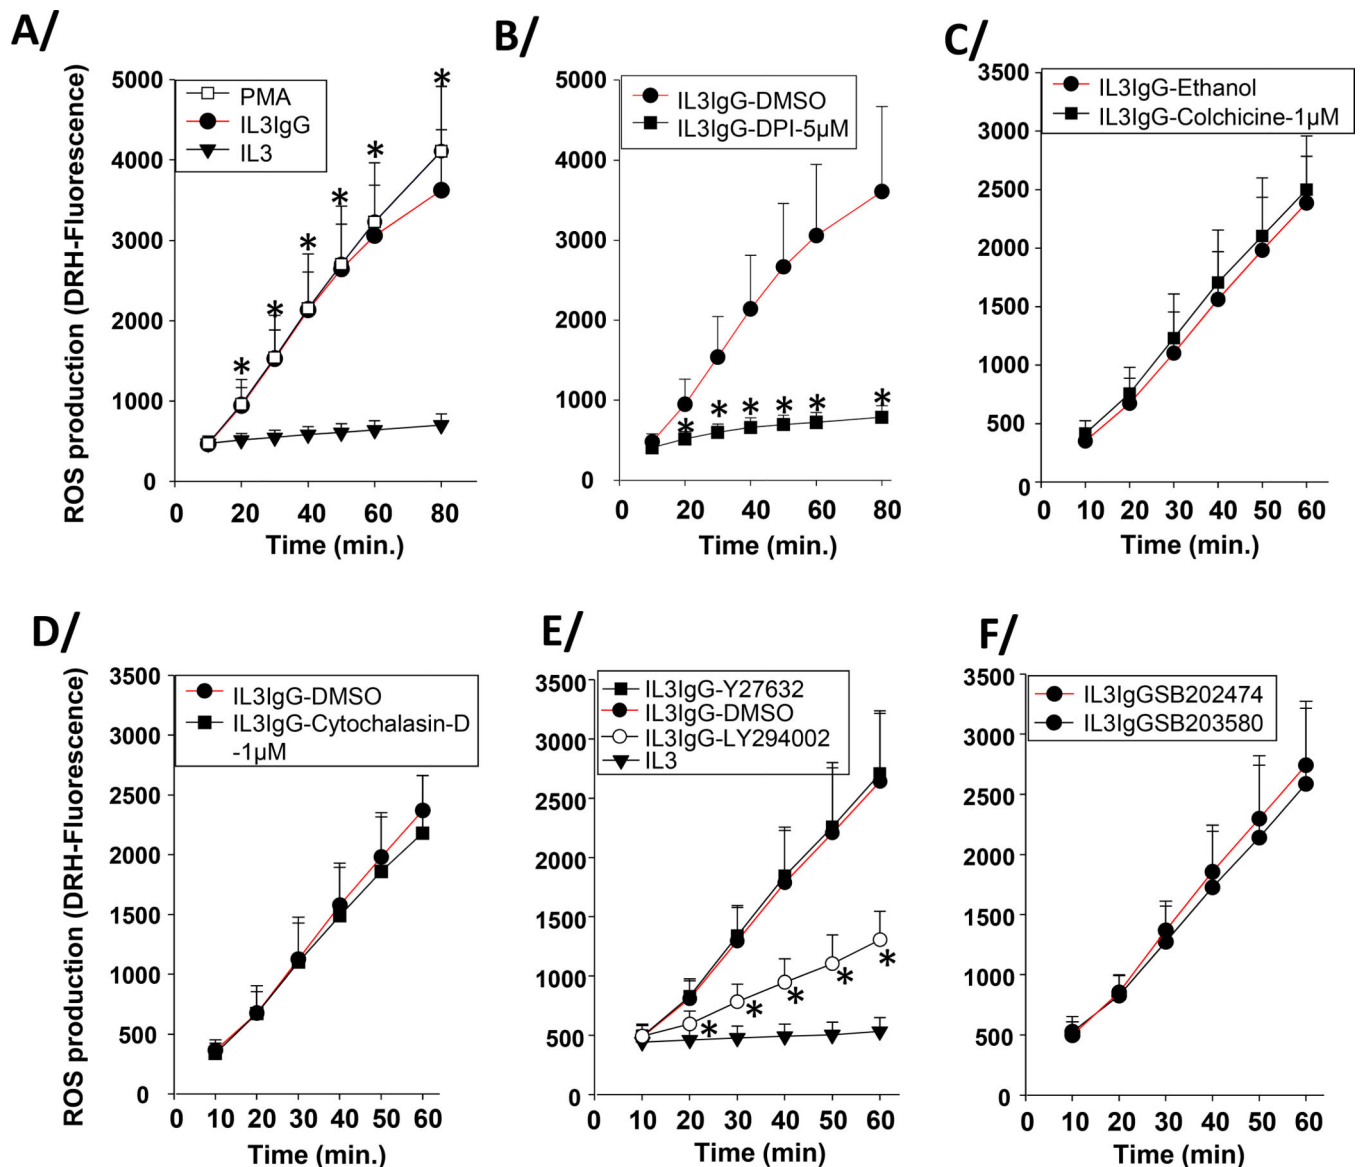 A/
PMA
IL3IgG
IL3
ROS production (DRH-Fluorescence)
5000
4000
3000
2000
1000
0
* * * * * * *
0 20 40 60 80
Time (min.)
B/
IL3IgG-DMSO
IL3IgG-DPI-5µM
5000
4000
3000
2000
1000
0
* * * * * *
0 20 40 60 80
Time (min.)
C/
IL3IgG-Ethanol
IL3IgG-Colchicine-1µM
3500
3000
2500
2000
1500
1000
500
0
0 10 20 30 40 50 60
Time (min.)
D/
IL3IgG-DMSO
IL3IgG-Cytochalasin-D
-1µM
ROS production (DRH-Fluorescence)
3500
3000
2500
2000
1500
1000
500
0
0 10 20 30 40 50 60
Time (min.)
E/
IL3IgG-Y27632
IL3IgG-DMSO
IL3IgG-LY294002
IL3
3500
3000
2500
2000
1500
1000
500
0
* * * * *
0 10 20 30 40 50 60
Time (min.)
F/
IL3IgGSB202474
IL3IgGSB203580
3500
3000
2500
2000
1500
1000
500
0
0 10 20 30 40 50 60
Time (min.)